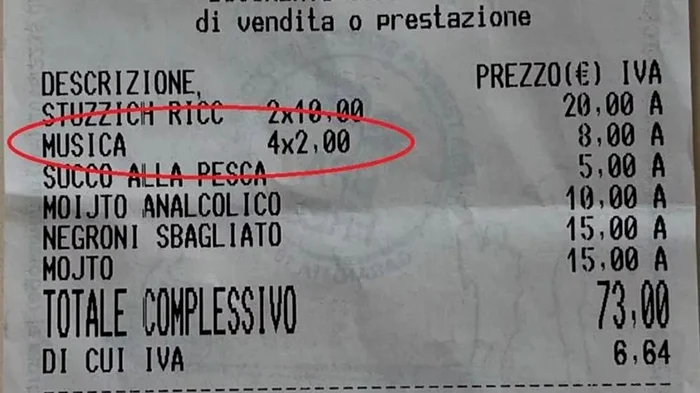 di vendita o prestazione
DESCRIZIONE, PREZZO(€) IVA
STUZZICH RICC 2x10,00 20,00 A
MUSICA 4x2,00 8,00 A
SUCCO ALLA PESCA 5,00 A
MOIJTO ANALCOLICO 10,00 A
NEGRONI SBAGLIATO 15,00 A
MOJTO 15,00 A
TOTALE COMPLESSIVO 73,00
DI CUI IVA 6,64